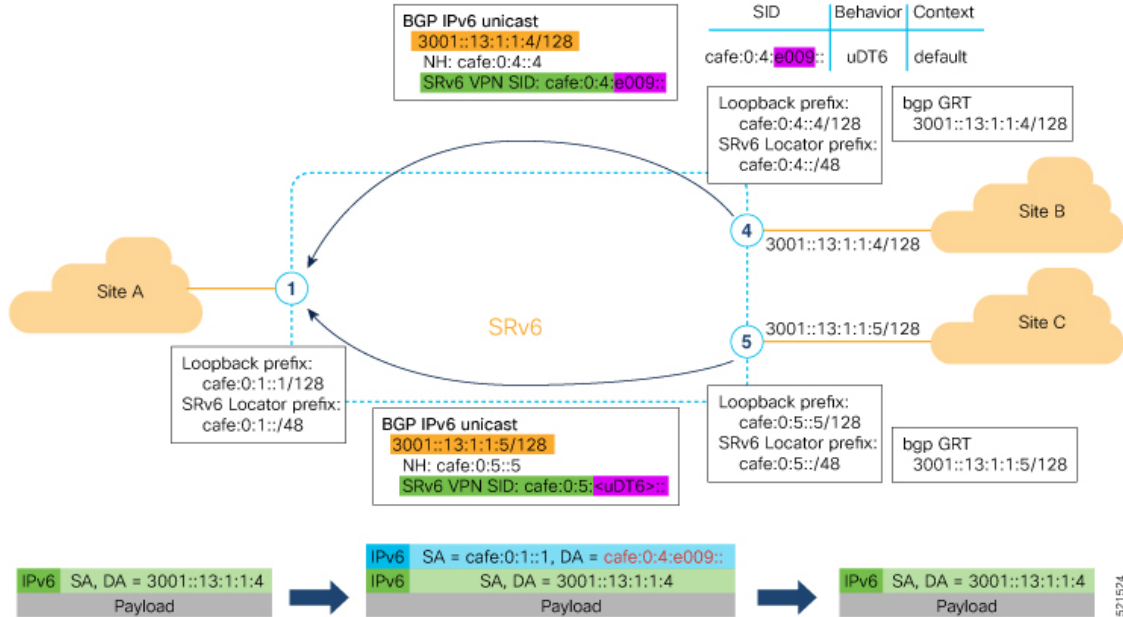 BGP IPv6 unicast
3001::13:1:1:4/128
NH: cafe:0:4::4
SRv6 VPN SID: cafe:0:4:e009::
SID Behavior Context
cafe:0:4:e009:: uDT6 default
Loopback prefix:
cafe:0:4::4/128
SRv6 Locator prefix:
cafe:0:4::/48
bgp GRT
3001::13:1:1:4/128
Site B
4
3001::13:1:1:4/128
Site A
1
SRv6
5
3001::13:1:1:5/128
Site C
Loopback prefix:
cafe:0:1::1/128
SRv6 Locator prefix:
cafe:0:1::/48
BGP IPv6 unicast
3001::13:1:1:5/128
NH: cafe:0:5::5
SRv6 VPN SID: cafe:0:5:<uDT6>::
Loopback prefix:
cafe:0:5::5/128
SRv6 Locator prefix:
cafe:0:5::/48
bgp GRT
3001::13:1:1:5/128
IPv6 SA, DA = 3001::13:1:1:4
Payload
IPv6 SA = cafe:0:1::1, DA = cafe:0:4:e009::
IPv6 SA, DA = 3001::13:1:1:4
Payload
IPv6 SA, DA = 3001::13:1:1:4
Payload
521524